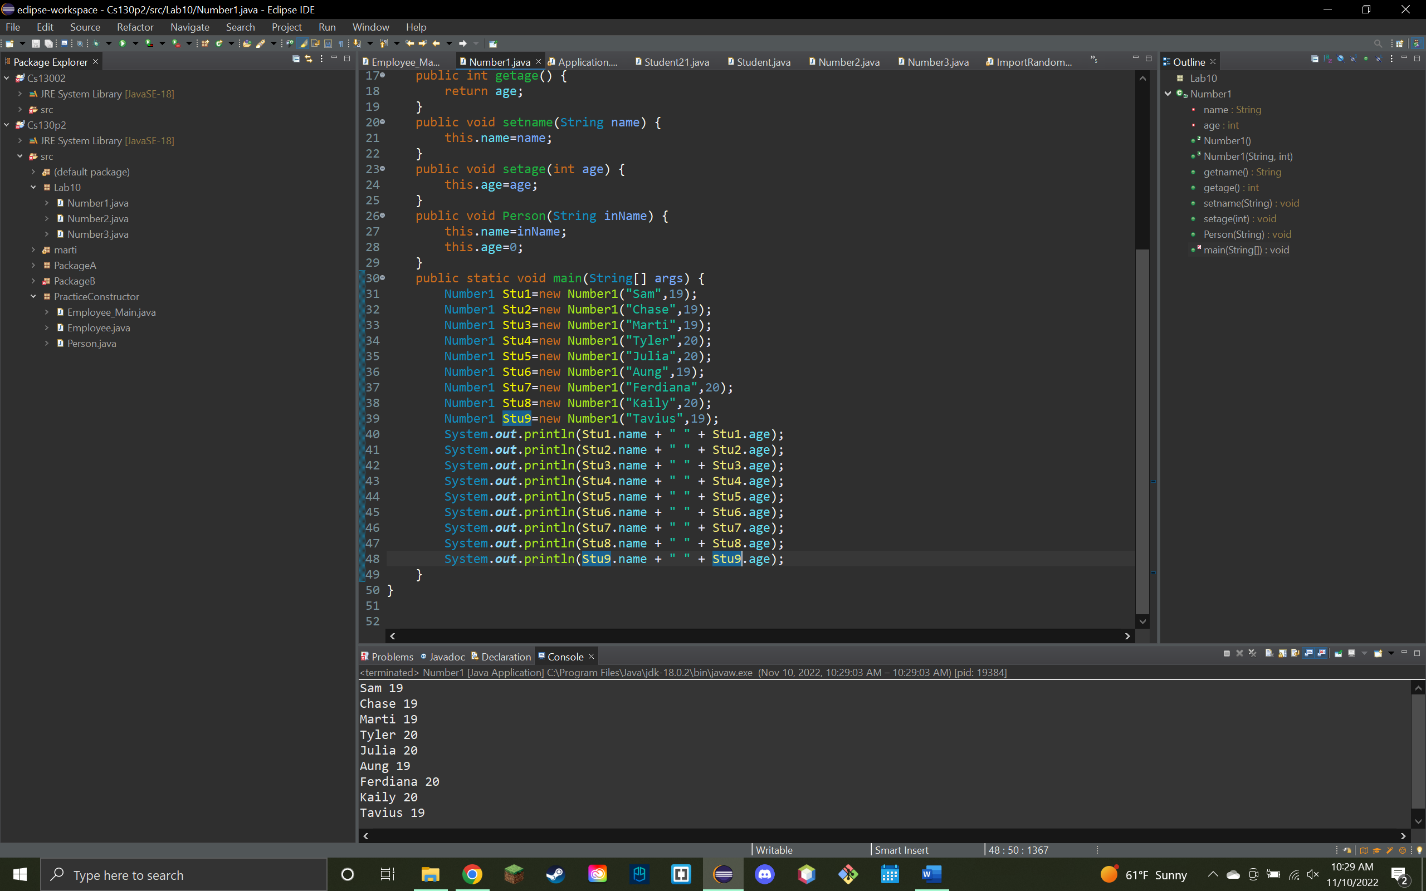 eclipse-workspace - Cs130p2/src/Lab10/Number1.java - Eclipse IDE
File Edit Source Refactor Navigate Search Project Run Window Help
Package Explorer
Cs13002
JRE System Library [JavaSE-18]
src
Cs130p2
JRE System Library [JavaSE-18]
src
(default package)
Lab10
Number1.java
Number2.java
Number3.java
marti
PackageA
PackageB
PracticeConstructor
Employee_Main.java
Employee.java
Person.java
Employee_Ma... Number1.java Application.... Student21.java Student.java Number2.java Number3.java ImportRandom...
17 public int getage() {
18 return age;
19 }
20 public void setname(String name) {
21 this.name=name;
22 }
23 public void setage(int age) {
24 this.age=age;
25 }
26 public void Person(String inName) {
27 this.name=inName;
28 this.age=0;
29 }
30 public static void main(String[] args) {
31 Number1 Stu1=new Number1("Sam",19);
32 Number1 Stu2=new Number1("Chase",19);
33 Number1 Stu3=new Number1("Marti",19);
34 Number1 Stu4=new Number1("Tyler",20);
35 Number1 Stu5=new Number1("Julia",20);
36 Number1 Stu6=new Number1("Aung",19);
37 Number1 Stu7=new Number1("Ferdiana",20);
38 Number1 Stu8=new Number1("Kaily",20);
39 Number1 Stu9=new Number1("Tavius",19);
40 System.out.println(Stu1.name + " " + Stu1.age);
41 System.out.println(Stu2.name + " " + Stu2.age);
42 System.out.println(Stu3.name + " " + Stu3.age);
43 System.out.println(Stu4.name + " " + Stu4.age);
44 System.out.println(Stu5.name + " " + Stu5.age);
45 System.out.println(Stu6.name + " " + Stu6.age);
46 System.out.println(Stu7.name + " " + Stu7.age);
47 System.out.println(Stu8.name + " " + Stu8.age);
48 System.out.println(Stu9.name + " " + Stu9.age);
49 }
50 }
51
52
Outline
Lab10
Number1
name : String
age : int
Number1()
Number1(String, int)
getname() : String
getage() : int
setname(String) : void
setage(int) : void
Person(String) : void
main(String[]) : void
Problems Javadoc Declaration Console
<terminated> Number1 [Java Application] C:\Program Files\Java\jdk-18.0.2\bin\javaw.exe (Nov 10, 2022, 10:29:03 AM – 10:29:03 AM) [pid: 19384]
Sam 19
Chase 19
Marti 19
Tyler 20
Julia 20
Aung 19
Ferdiana 20
Kaily 20
Tavius 19
Writable Smart Insert 48 : 50 : 1367
Type here to search
61°F Sunny
10:29 AM
11/10/2022
2